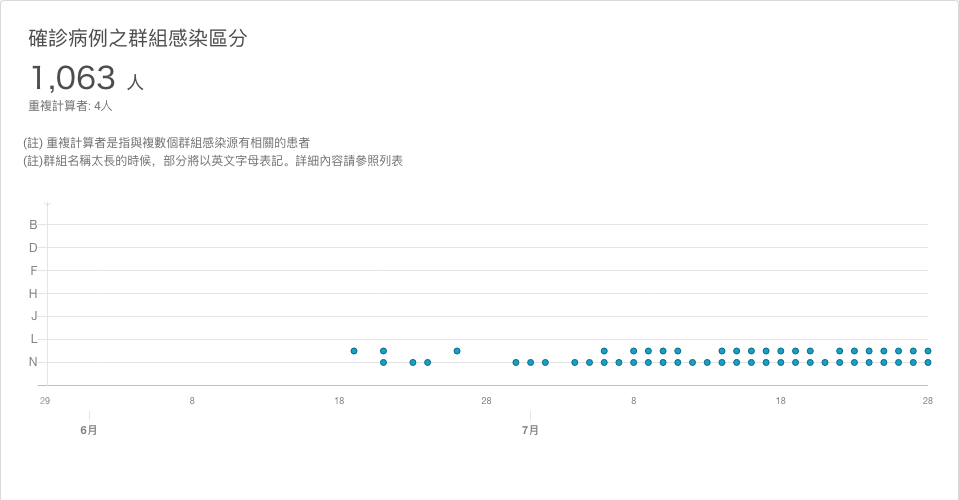 確診病例之群組感染區分
1,063 人
重複計算者: 4人
(註) 重複計算者是指與複數個群組感染源有相關的患者
(註)群組名稱太長的時候，部分將以英文字母表記。詳細內容請參照列表
B
D
F
H
J
L
N
29 8 18 28 8 18 28
6月 7月